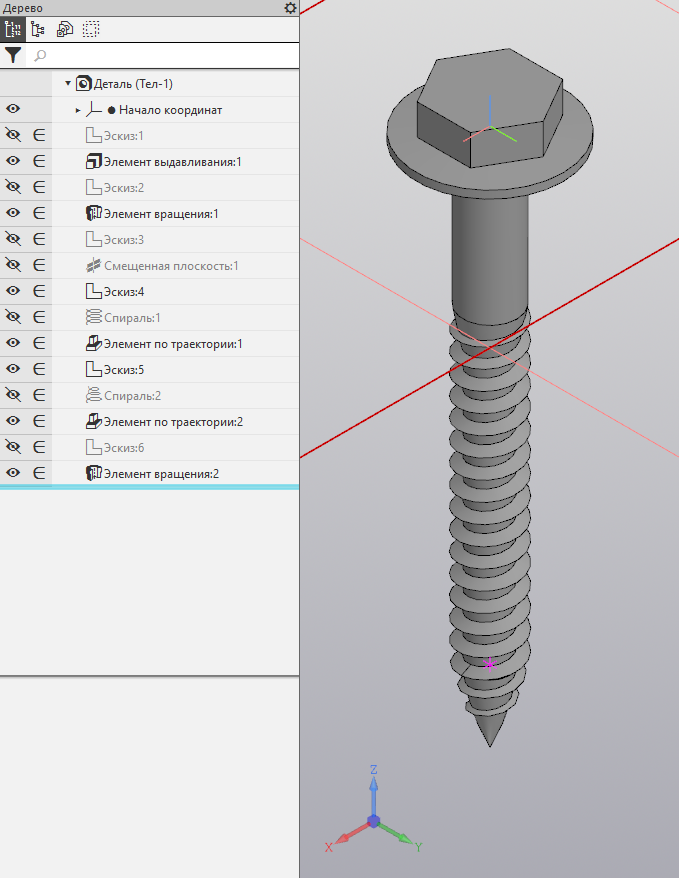 Дерево
Деталь (Тел-1)
Начало координат
Эскиз:1
Элемент выдавливания:1
Эскиз:2
Элемент вращения:1
Эскиз:3
Смещенная плоскость:1
Эскиз:4
Спираль:1
Элемент по траектории:1
Эскиз:5
Спираль:2
Элемент по траектории:2
Эскиз:6
Элемент вращения:2
Z
X
Y